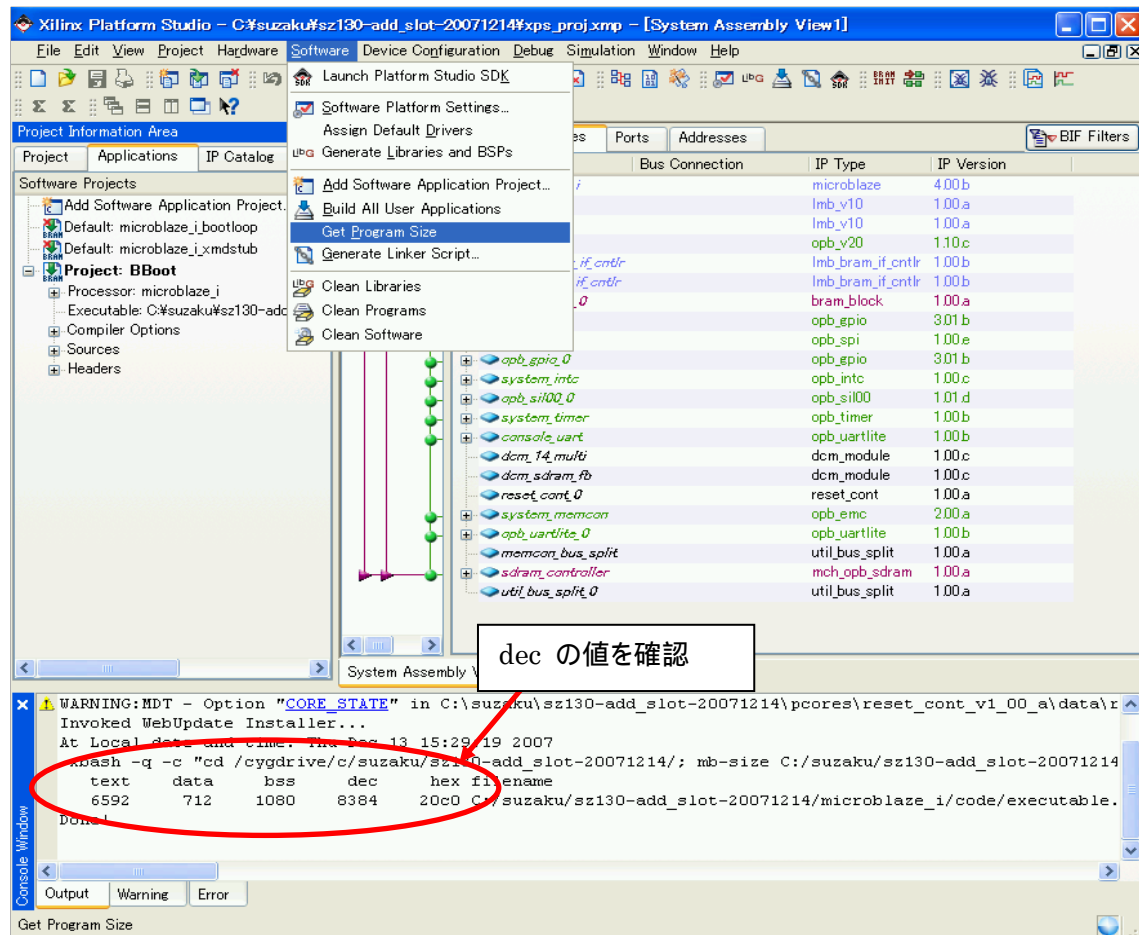 Xilinx Platform Studio - C:¥suzaku¥sz130-add_slot-20071214¥xps_proj.xmp - [System Assembly View1]
File Edit View Project Hardware Software Device Configuration Debug Simulation Window Help
Launch Platform Studio SDK
Software Platform Settings...
Assign Default Drivers
Generate Libraries and BSPs
Add Software Application Project...
Build All User Applications
Get Program Size
Generate Linker Script...
Clean Libraries
Clean Programs
Clean Software
Project Information Area
Project Applications IP Catalog
Software Projects
Add Software Application Project.
Default: microblaze_i_bootloop
Default: microblaze_i_xmdstub
Project: BBoot
Processor: microblaze_i
Executable: C:¥suzaku¥sz130-add
Compiler Options
Sources
Headers
es Ports Addresses BIF Filters
Bus Connection IP Type IP Version
i microblaze 4.00.b
lmb_v10 1.00.a
lmb_v10 1.00.a
opb_v20 1.10.c
_if_cntlr lmb_bram_if_cntlr 1.00.b
if_cntlr lmb_bram_if_cntlr 1.00.b
0 bram_block 1.00.a
opb_gpio 3.01.b
opb_spi 1.00.e
opb_gpio_0 opb_gpio 3.01.b
system_intc opb_intc 1.00.c
opb_sil00_0 opb_sil00 1.01.d
system_timer opb_timer 1.00.b
console_uart opb_uartlite 1.00.b
dcm_14_multi dcm_module 1.00.c
dcm_sdram_fb dcm_module 1.00.c
reset_cont_0 reset_cont 1.00.a
system_memcon opb_emc 2.00.a
opb_uartlite_0 opb_uartlite 1.00.b
memcon_bus_split util_bus_split 1.00.a
sdram_controller mch_opb_sdram 1.00.a
util_bus_split_0 util_bus_split 1.00.a
System Assembly V
dec の値を確認
WARNING:MDT - Option "CORE_STATE" in C:\suzaku\sz130-add_slot-20071214\pcores\reset_cont_v1_00_a\data\r
Invoked WebUpdate Installer...
At Local date and time: Thu Dec 13 15:29:19 2007
xbash -q -c "cd /cygdrive/c/suzaku/sz130-add_slot-20071214/; mb-size C:/suzaku/sz130-add_slot-20071214
text data bss dec hex filename
6592 712 1080 8384 20c0 C:/suzaku/sz130-add_slot-20071214/microblaze_i/code/executable.
Done!
Console Window
Output Warning Error
Get Program Size